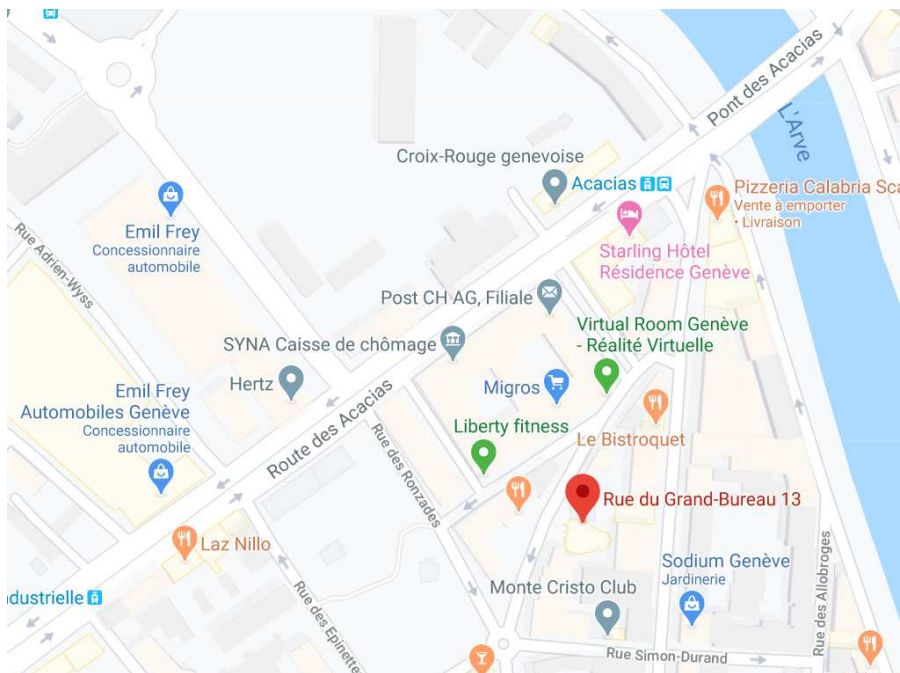 Pont des Acacias
L'Arve
Croix-Rouge genevoise
Acacias
Pizzeria Calabria Sca
Vente à emporter
· Livraison
Emil Frey
Concessionnaire
automobile
Starling Hôtel
Résidence Genève
Rue Adrien-Wyss
Post CH AG, Filiale
SYNA Caisse de chômage
Virtual Room Genève
- Réalité Virtuelle
Hertz
Migros
Emil Frey
Automobiles Genève
Concessionnaire
automobile
Route des Acacias
Liberty fitness
Le Bistroquet
Rue des Ronzades
Rue du Grand-Bureau 13
Laz Nillo
Sodium Genève
Jardinerie
Rue des Allobroges
Monte Cristo Club
ndustrielle
Rue des Epinette
Rue Simon-Durand